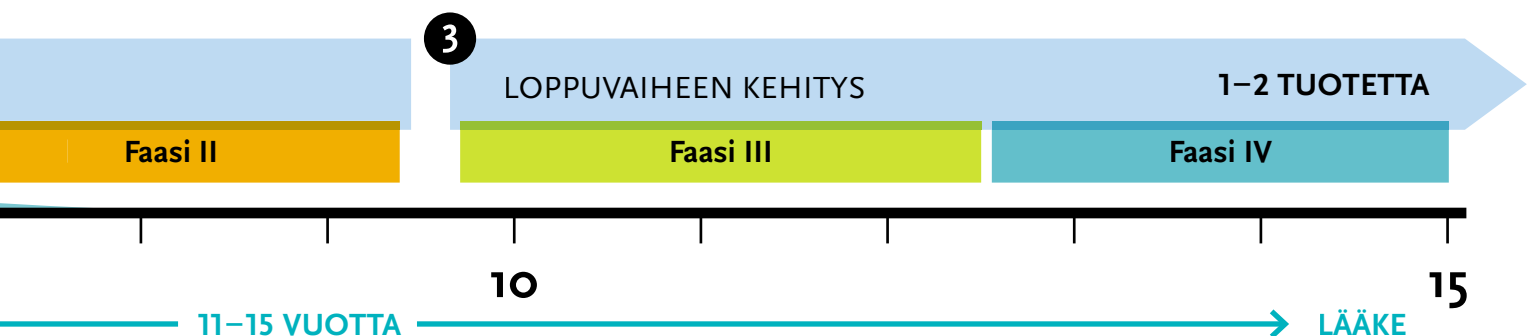 3
LOPPUVAIHEEN KEHITYS
1–2 TUOTETTA
Faasi II
Faasi III
Faasi IV
10
15
11–15 VUOTTA
LÄÄKE